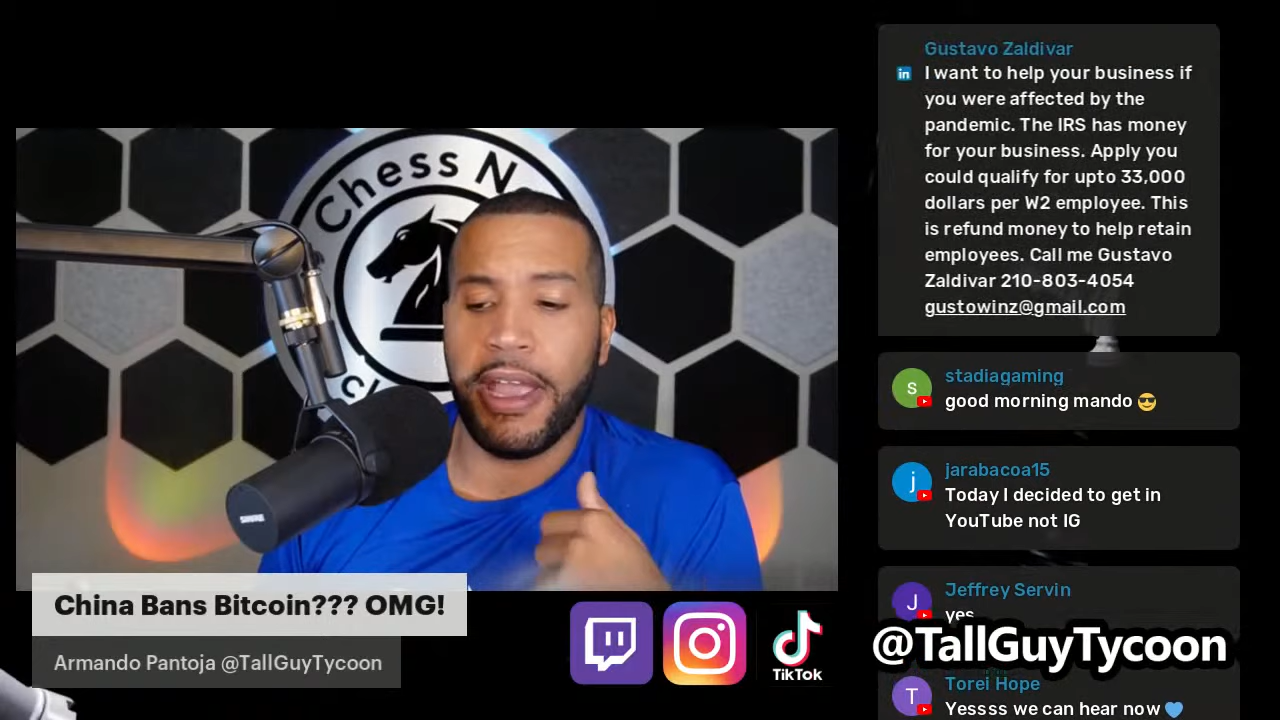 Chess N
SHURE
China Bans Bitcoin??? OMG!
Armando Pantoja @TallGuyTycoon
TikTok
Gustavo Zaldivar
I want to help your business if
you were affected by the
pandemic. The IRS has money
for your business. Apply you
could qualify for upto 33,000
dollars per W2 employee. This
is refund money to help retain
employees. Call me Gustavo
Zaldivar 210-803-4054
gustowinz@gmail.com
s
stadiagaming
good morning mando 😎
j
jarabacoa15
Today I decided to get in
YouTube not IG
J
Jeffrey Servin
yes
@TallGuyTycoon
T
Torei Hope
Yessss we can hear now 💙